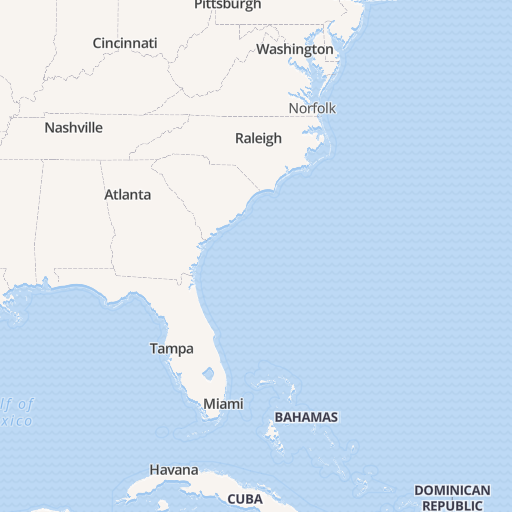 Pittsburgh
Cincinnati
Washington
Norfolk
Nashville
Raleigh
Atlanta
Tampa
Miami
lf of
xico
BAHAMAS
Havana
CUBA
DOMINICAN
REPUBLIC